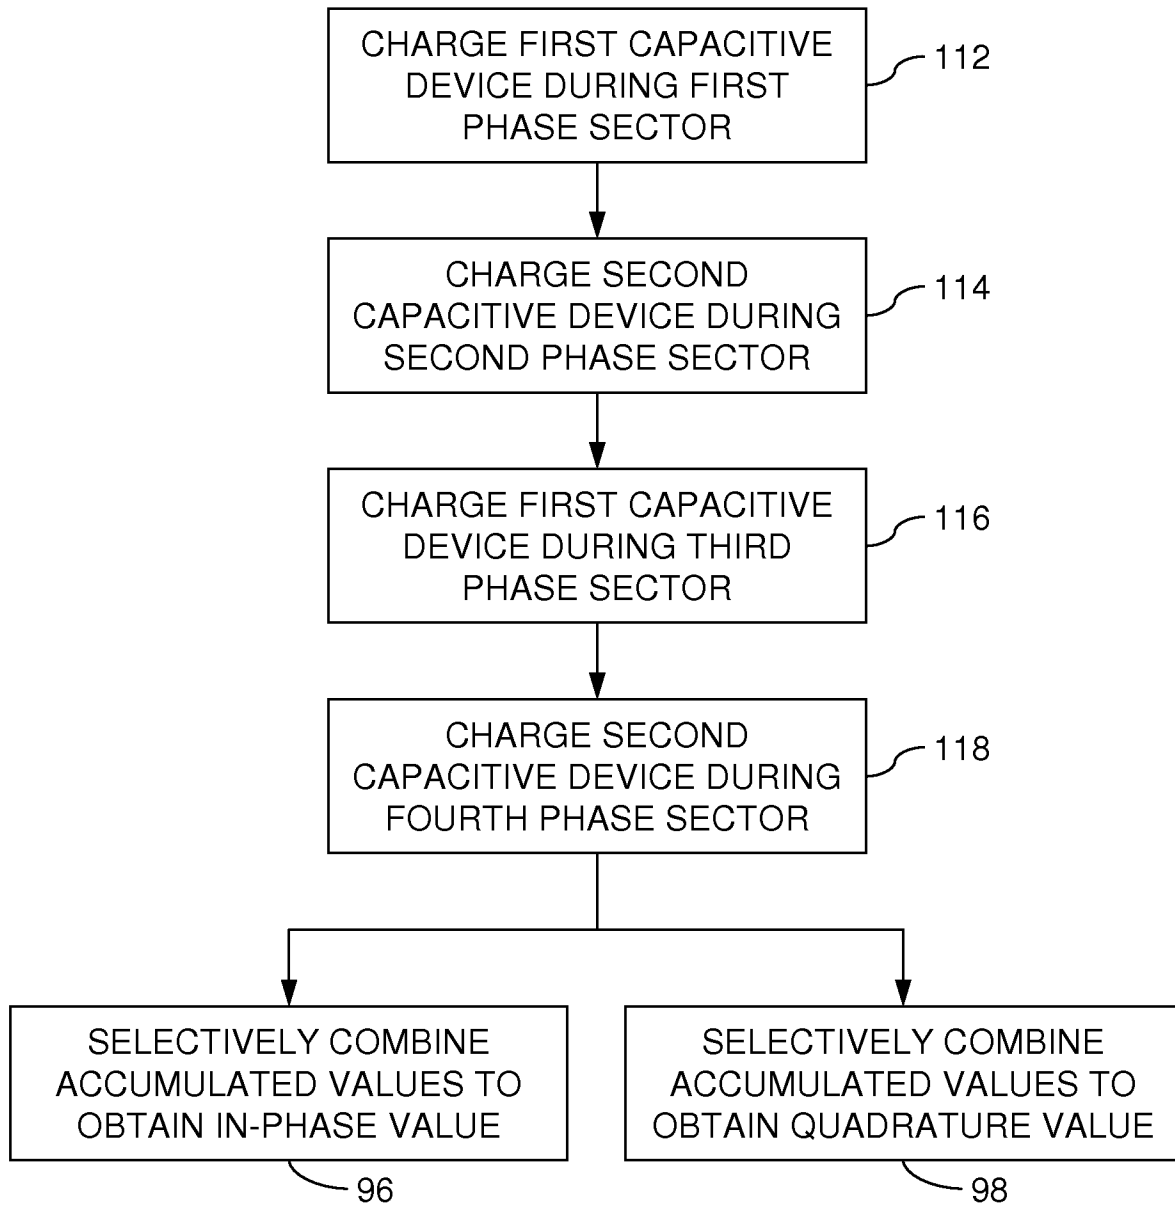 CHARGE FIRST CAPACITIVE
DEVICE DURING FIRST
PHASE SECTOR
112
CHARGE SECOND
CAPACITIVE DEVICE DURING
SECOND PHASE SECTOR
114
CHARGE FIRST CAPACITIVE
DEVICE DURING THIRD
PHASE SECTOR
116
CHARGE SECOND
CAPACITIVE DEVICE DURING
FOURTH PHASE SECTOR
118
SELECTIVELY COMBINE
ACCUMULATED VALUES TO
OBTAIN IN-PHASE VALUE
96
SELECTIVELY COMBINE
ACCUMULATED VALUES TO
OBTAIN QUADRATURE VALUE
98